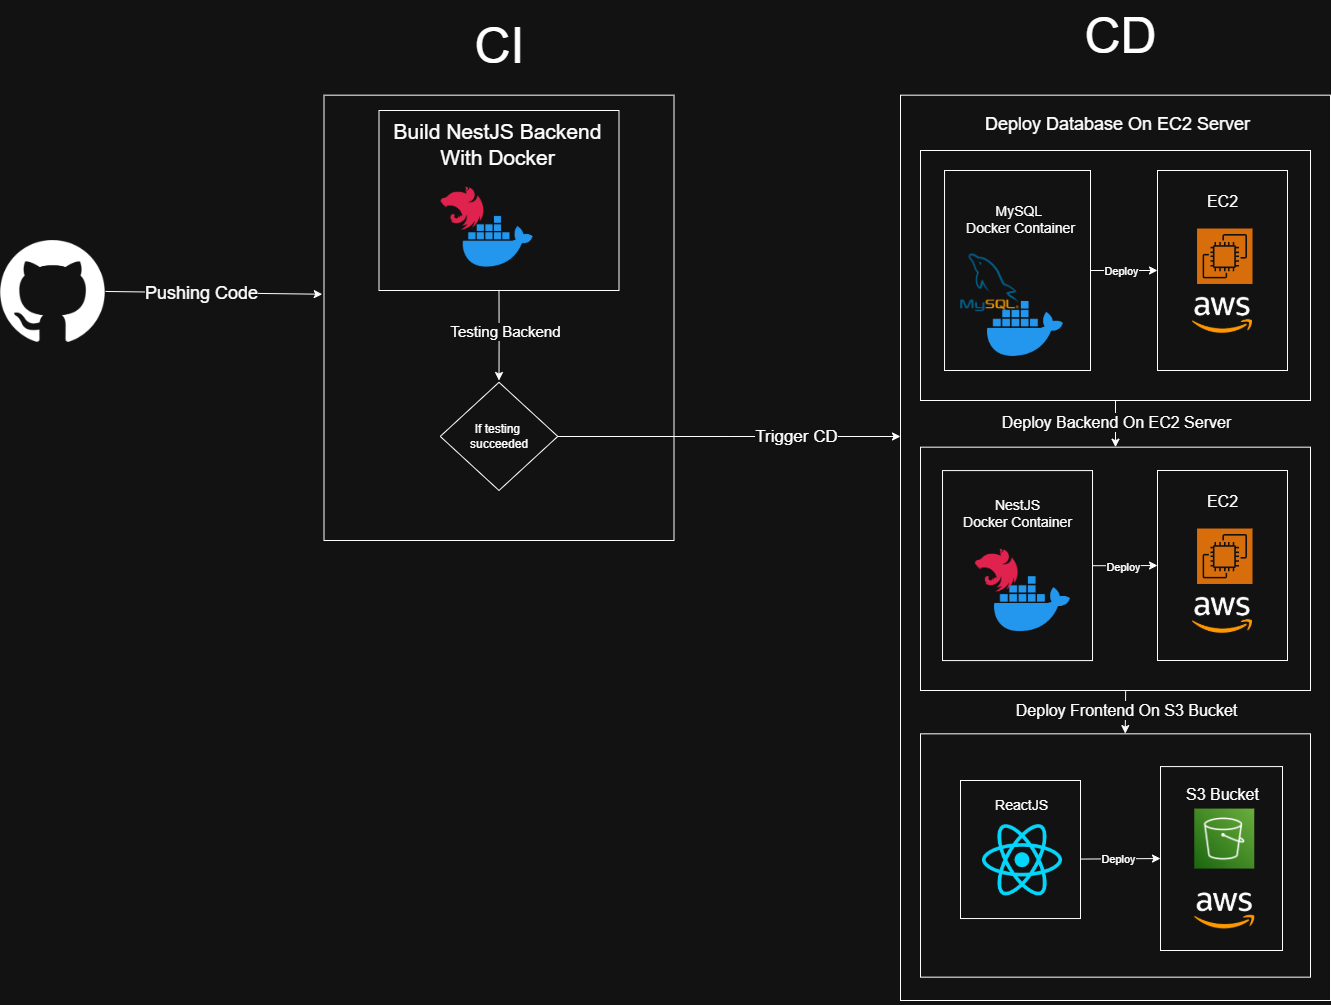 CI
CD
Build NestJS Backend
With Docker
Pushing Code
Testing Backend
If testing
succeeded
Trigger CD
Deploy Database On EC2 Server
MySQL
Docker Container
MySQL
Deploy
EC2
aws
Deploy Backend On EC2 Server
NestJS
Docker Container
Deploy
EC2
aws
Deploy Frontend On S3 Bucket
ReactJS
Deploy
S3 Bucket
aws